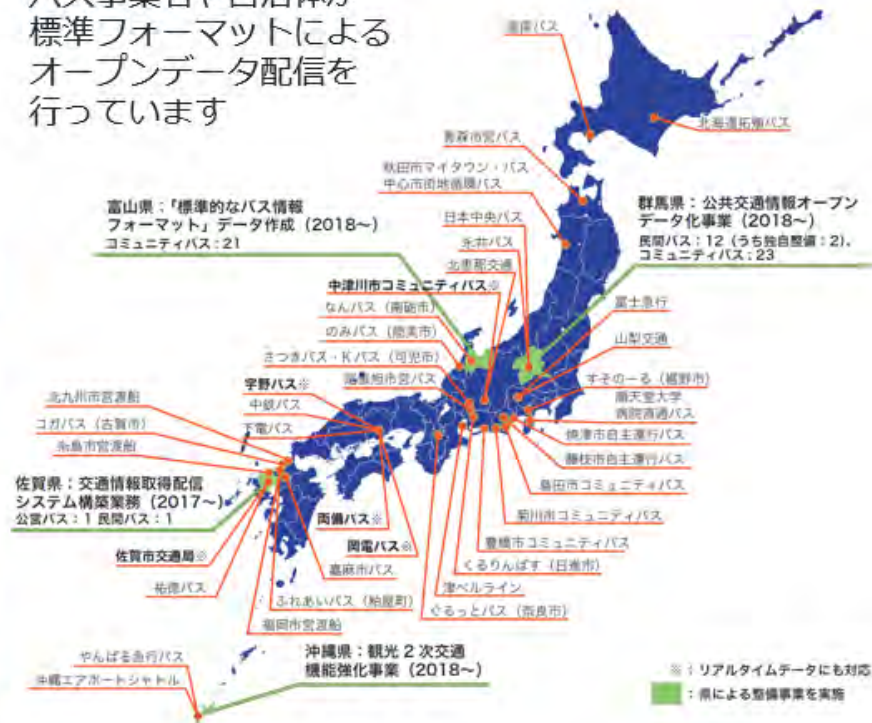 バス事業者や自治体が
標準フォーマットによる
オープンデータ配信を
行っています
道南バス
北海道拓殖バス
青森市営バス
秋田市マイタウン・バス
中心市街地循環バス
富山県：「標準的なバス情報
フォーマット」データ作成（2018～）
コミュニティバス：21
日本中央バス
永井バス
北恵那交通
中津川市コミュニティバス※
群馬県：公共交通情報オープン
データ化事業（2018～）
民間バス：12（うち独自整備：2）、
コミュニティバス：23
なんバス（南砺市）
のみバス（能美市）
さつきバス・Kバス（可児市）
尾張旭市営バス
宇野バス※
中鉄バス
下電バス
富士急行
山梨交通
すそのーる（裾野市）
順天堂大学
病院直通バス
焼津市自主運行バス
藤枝市自主運行バス
島田市コミュニティバス
菊川市コミュニティバス
豊橋市コミュニティバス
くるりんばす（日進市）
津ベルライン
ぐるっとバス（奈良市）
北九州市営渡船
コガバス（古賀市）
糸島市営渡船
佐賀県：交通情報取得配信
システム構築業務（2017～）
公営バス：1 民間バス：1
両備バス※
岡電バス※
佐賀市交通局※
嘉麻市バス
祐徳バス
ふれあいバス（粕屋町）
福岡市営渡船
やんばる急行バス
沖縄エアポートシャトル
沖縄県：観光２次交通
機能強化事業（2018～）
※：リアルタイムデータにも対応
：県による整備事業を実施